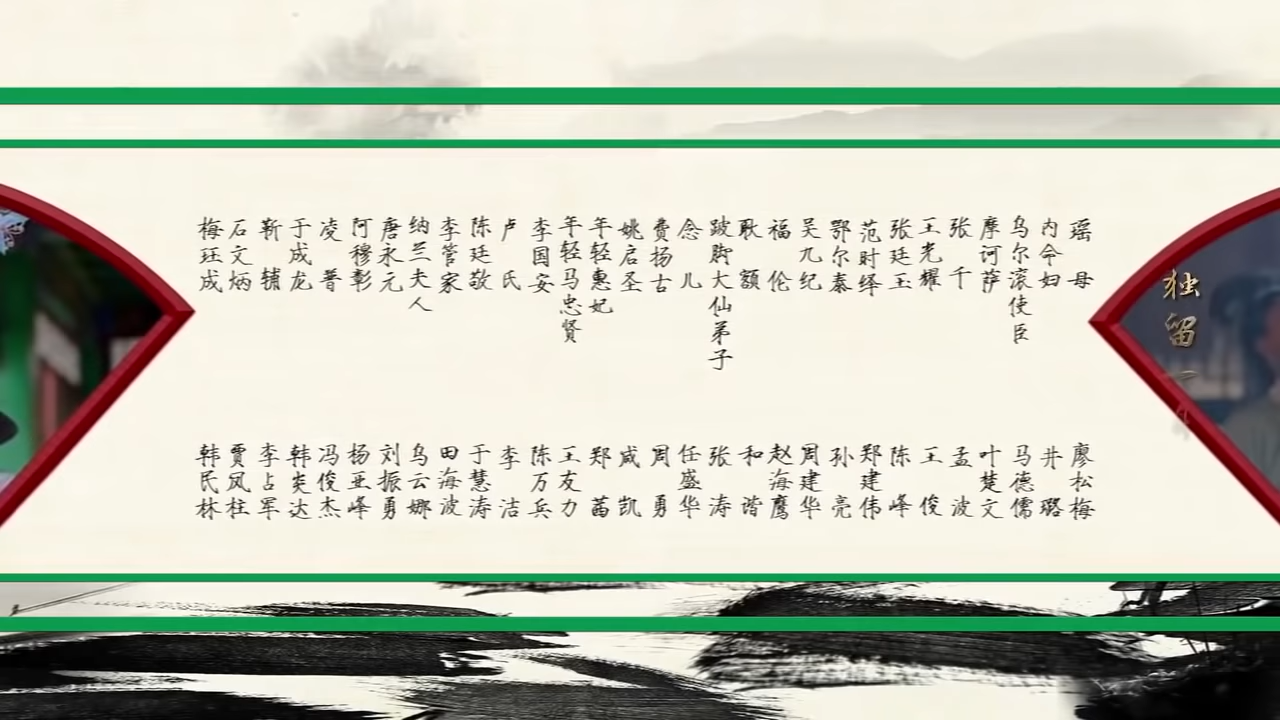 瑶母
内令妇
乌尔滚使臣
摩诃萨
张千
王光耀
张廷玉
范时绎
鄂尔泰
吴九纪
福伦
耿额
跛脚大仙弟子
念儿
费扬古
姚启圣
年轻惠妃
年轻马忠贤
李国安
卢氏
陈廷敬
李管家
纳兰夫人
唐永元
阿穆彰
凌普
于成龙
靳辅
石文炳
梅珏成
廖松梅
井璐
马德儒
叶楚文
孟波
王俊
陈峰
郑建伟
孙亮
周建华
赵海鹰
和谐
张涛
任盛华
周勇
咸凯
郑茜
王友力
陈万兵
李洁
于慧涛
田海波
乌云娜
刘振勇
杨亚峰
冯俊杰
韩奕达
李占军
贾凤柱
韩民林
独留一